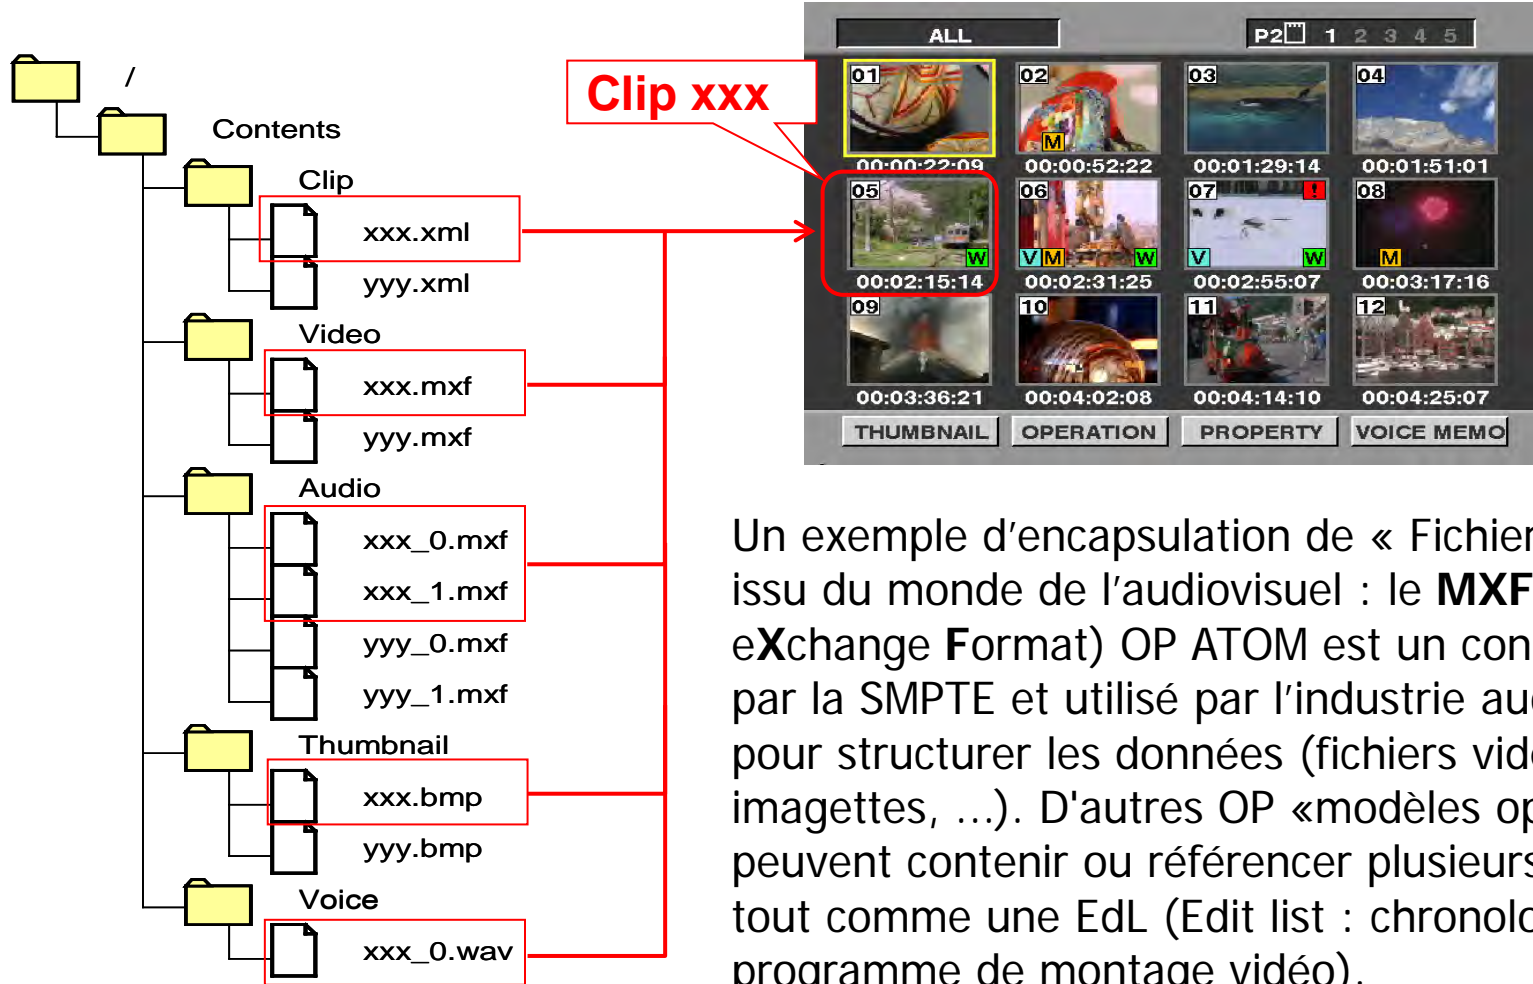 /
Contents
Clip
xxx.xml
yyy.xml
Video
xxx.mxf
yyy.mxf
Audio
xxx_0.mxf
xxx_1.mxf
yyy_0.mxf
yyy_1.mxf
Thumbnail
xxx.bmp
yyy.bmp
Voice
xxx_0.wav
Clip xxx
ALL
P2 1 2 3 4 5
01 02 03 04
M
00:00:22:09 00:00:52:22 00:01:29:14 00:01:51:01
05 06 07 ! 08
W V M W V W M
00:02:15:14 00:02:31:25 00:02:55:07 00:03:17:16
09 10 11 12
00:03:36:21 00:04:02:08 00:04:14:10 00:04:25:07
THUMBNAIL OPERATION PROPERTY VOICE MEMO
Un exemple d’encapsulation de « Fichier
issu du monde de l’audiovisuel : le MXF
eXchange Format) OP ATOM est un con
par la SMPTE et utilisé par l’industrie au
pour structurer les données (fichiers vid
imagettes, ...). D'autres OP «modèles op
peuvent contenir ou référencer plusieurs
tout comme une EdL (Edit list : chronolo
programme de montage vidéo).